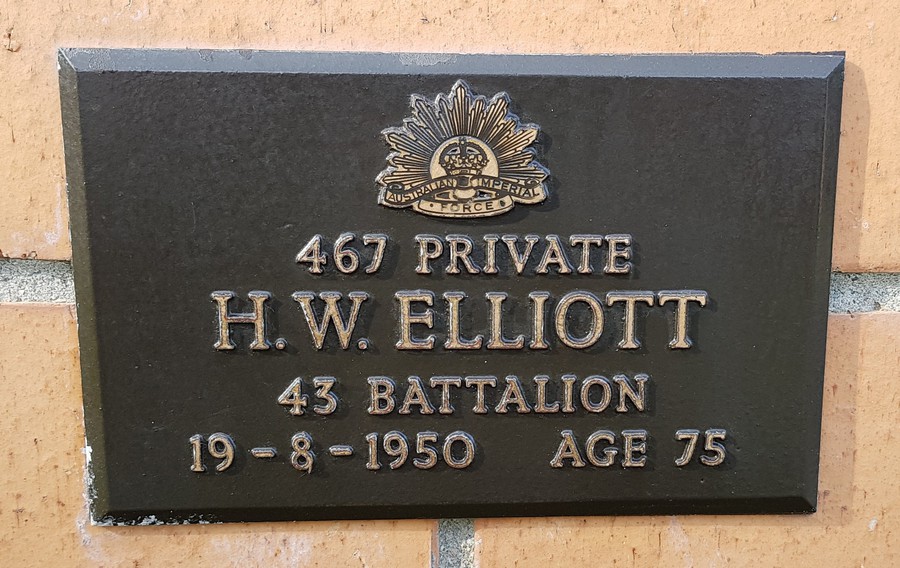 AUSTRALIAN IMPERIAL
FORCE
467 PRIVATE
H. W. ELLIOTT
43 BATTALION
19-8-1950 AGE 75